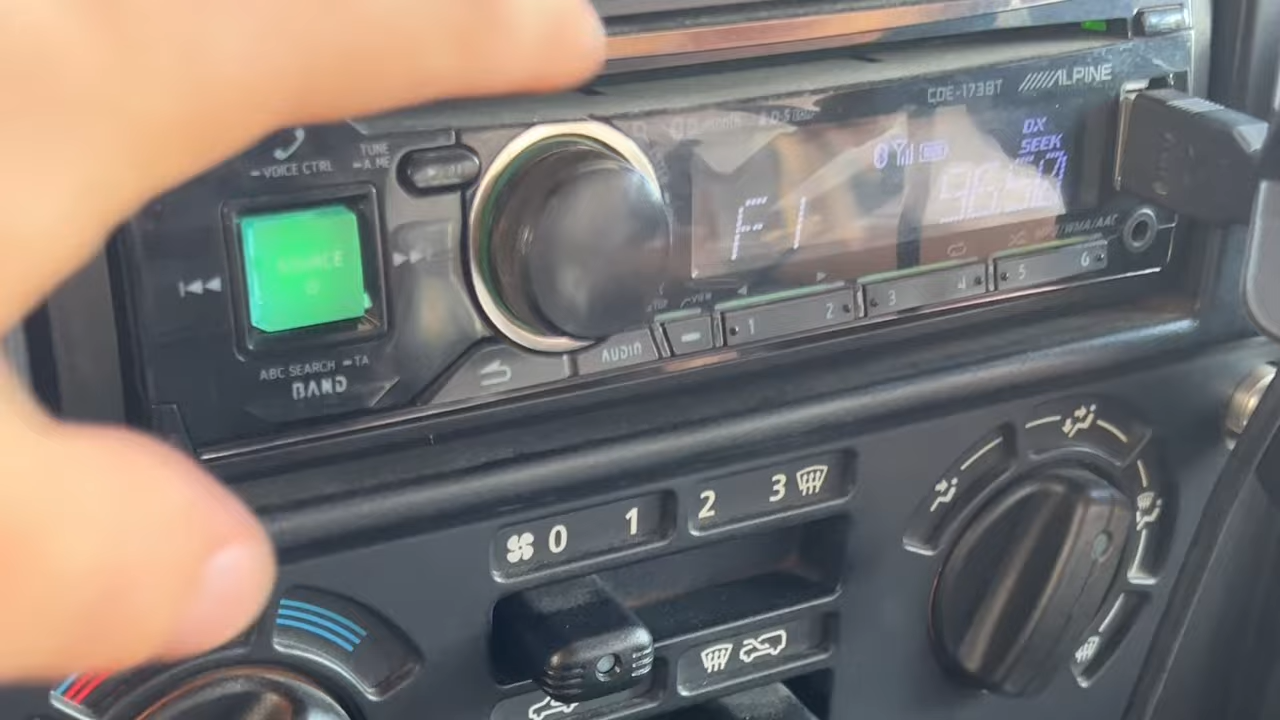 CDE-173BT ALPINE
VOICE CTRL
TUNE
A.ME
DX
SEEK
F1
SOURCE
AUDIO
VIEW
1 2 3 4 5 6
ABC SEARCH TA
BAND
0 1 2 3